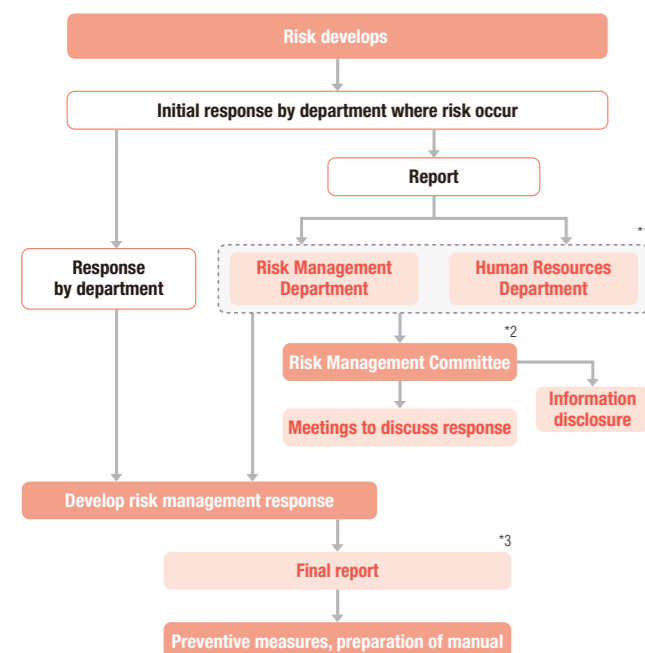 Risk develops
Initial response by department where risk occur
Report
*1
Response
by department
Risk Management
Department
Human Resources
Department
*2
Risk Management Committee
Information
disclosure
Meetings to discuss response
Develop risk management response
*3
Final report
Preventive measures, preparation of manual